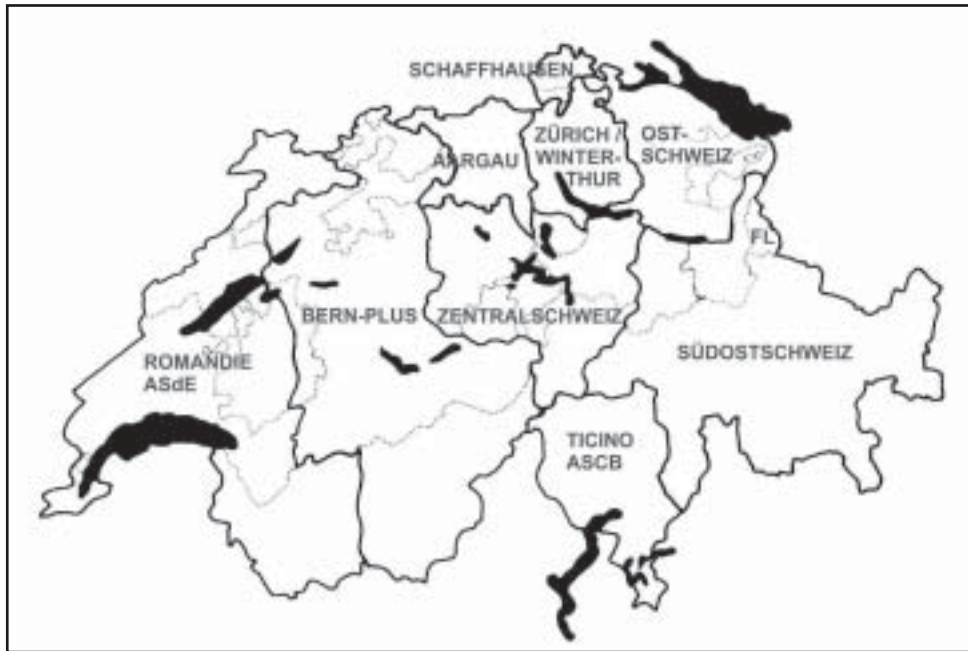 SCHAFFHAUSEN
ZÜRICH /
WINTER-
THUR
OST-
SCHWEIZ
AARGAU
FL
BERN-PLUS
ZENTRALSCHWEIZ
SÜDOSTSCHWEIZ
ROMANDIE
ASdE
TICINO
ASCB